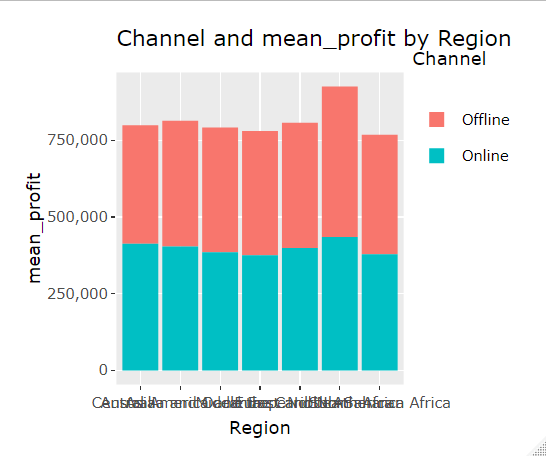 Channel and mean_profit by Region
Channel
Offline
Online
mean_profit
750,000
500,000
250,000
0
Region